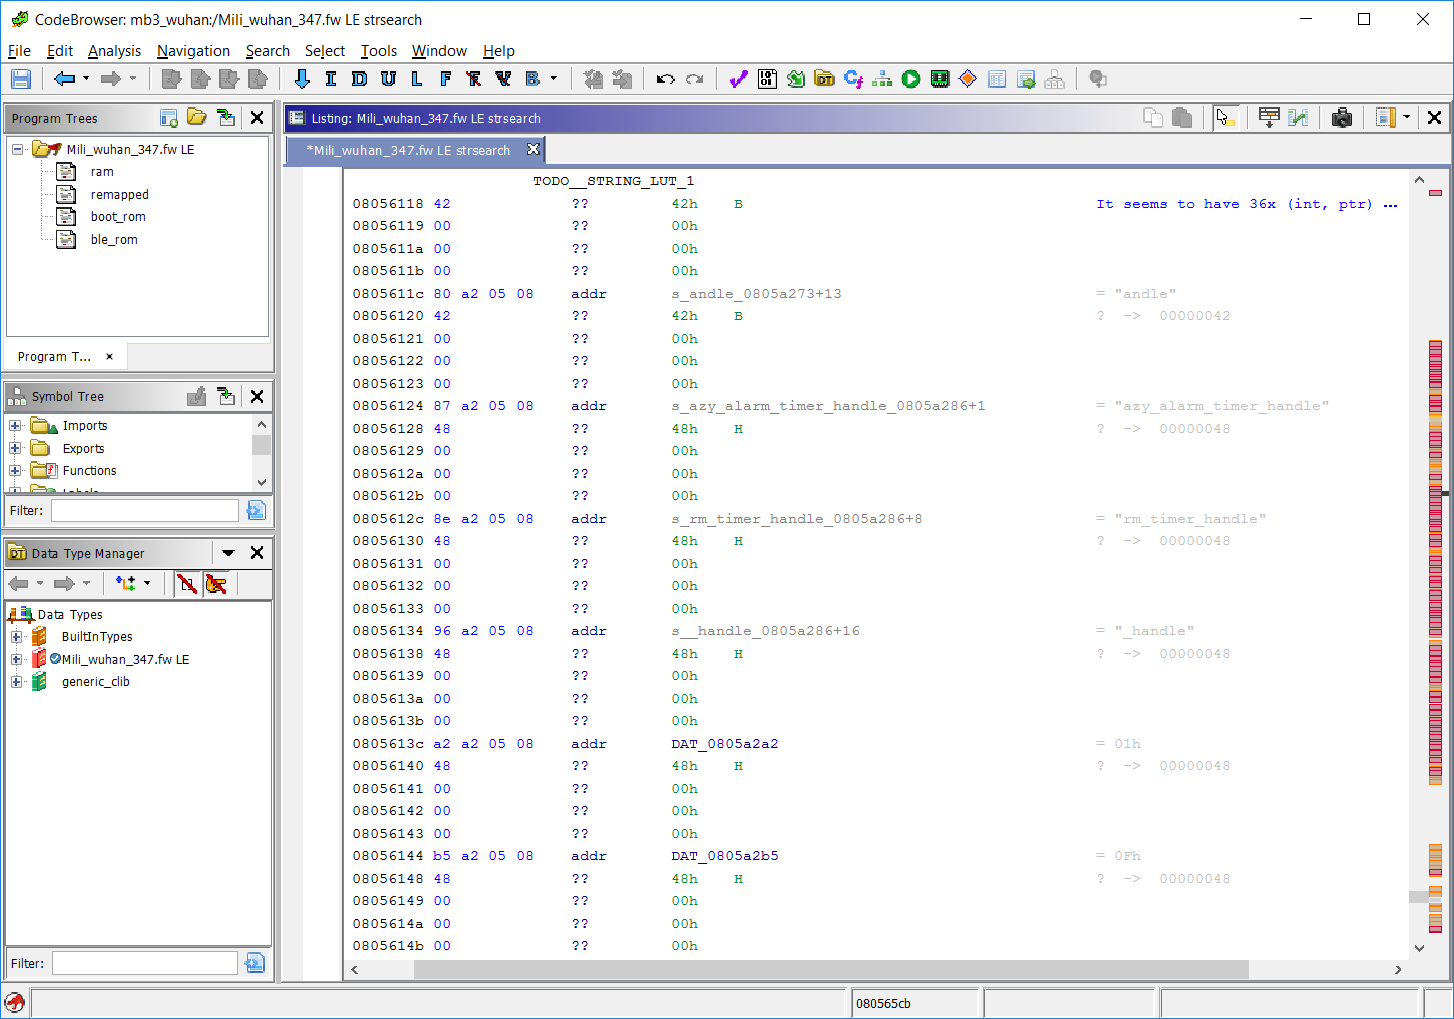 CodeBrowser: mb3_wuhan:/Mili_wuhan_347.fw LE strsearch
File Edit Analysis Navigation Search Select Tools Window Help
I D U L F F V B
Program Trees
Mili_wuhan_347.fw LE
ram
remapped
boot_rom
ble_rom
Program T... ×
Symbol Tree
Imports
Exports
Functions
Labels
Filter:
Data Type Manager
Data Types
BuiltInTypes
Mili_wuhan_347.fw LE
generic_clib
Filter:
Listing: Mili_wuhan_347.fw LE strsearch
*Mili_wuhan_347.fw LE strsearch
TODO__STRING_LUT_1
08056118 42 ?? 42h B It seems to have 36x (int, ptr) ...
08056119 00 ?? 00h
0805611a 00 ?? 00h
0805611b 00 ?? 00h
0805611c 80 a2 05 08 addr s_andle_0805a273+13 = "andle"
08056120 42 ?? 42h B ? -> 00000042
08056121 00 ?? 00h
08056122 00 ?? 00h
08056123 00 ?? 00h
08056124 87 a2 05 08 addr s_azy_alarm_timer_handle_0805a286+1 = "azy_alarm_timer_handle"
08056128 48 ?? 48h H ? -> 00000048
08056129 00 ?? 00h
0805612a 00 ?? 00h
0805612b 00 ?? 00h
0805612c 8e a2 05 08 addr s_rm_timer_handle_0805a286+8 = "rm_timer_handle"
08056130 48 ?? 48h H ? -> 00000048
08056131 00 ?? 00h
08056132 00 ?? 00h
08056133 00 ?? 00h
08056134 96 a2 05 08 addr s__handle_0805a286+16 = "_handle"
08056138 48 ?? 48h H ? -> 00000048
08056139 00 ?? 00h
0805613a 00 ?? 00h
0805613b 00 ?? 00h
0805613c a2 a2 05 08 addr DAT_0805a2a2 = 01h
08056140 48 ?? 48h H ? -> 00000048
08056141 00 ?? 00h
08056142 00 ?? 00h
08056143 00 ?? 00h
08056144 b5 a2 05 08 addr DAT_0805a2b5 = 0Fh
08056148 48 ?? 48h H ? -> 00000048
08056149 00 ?? 00h
0805614a 00 ?? 00h
0805614b 00 ?? 00h
080565cb